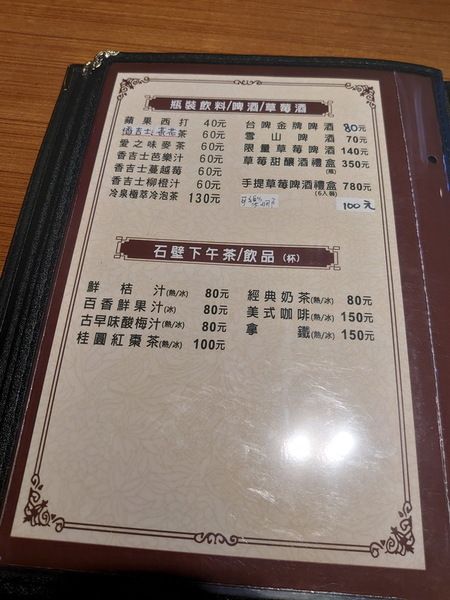 瓶裝飲料/啤酒/草莓酒
蘋果西打 40元
茶 60元
愛之味麥茶 60元
香吉士芭樂汁 60元
香吉士蔓越莓 60元
香吉士柳橙汁 60元
冷泉極萃冷泡茶 130元
台啤金牌啤酒 80元
雪山啤酒 70元
限量草莓啤酒 140元
草莓甜釀酒禮盒 350元
(瓶)
手提草莓啤酒禮盒 780元
(6入裝)
100元
石壁下午茶/飲品(杯)
鮮桔汁(熱/冰) 80元
百香鮮果汁(冰) 80元
古早味酸梅汁(熱/冰) 80元
桂圓紅棗茶(熱/冰) 100元
經典奶茶(熱/冰) 80元
美式咖啡(熱/冰) 150元
拿鐵(熱/冰) 150元